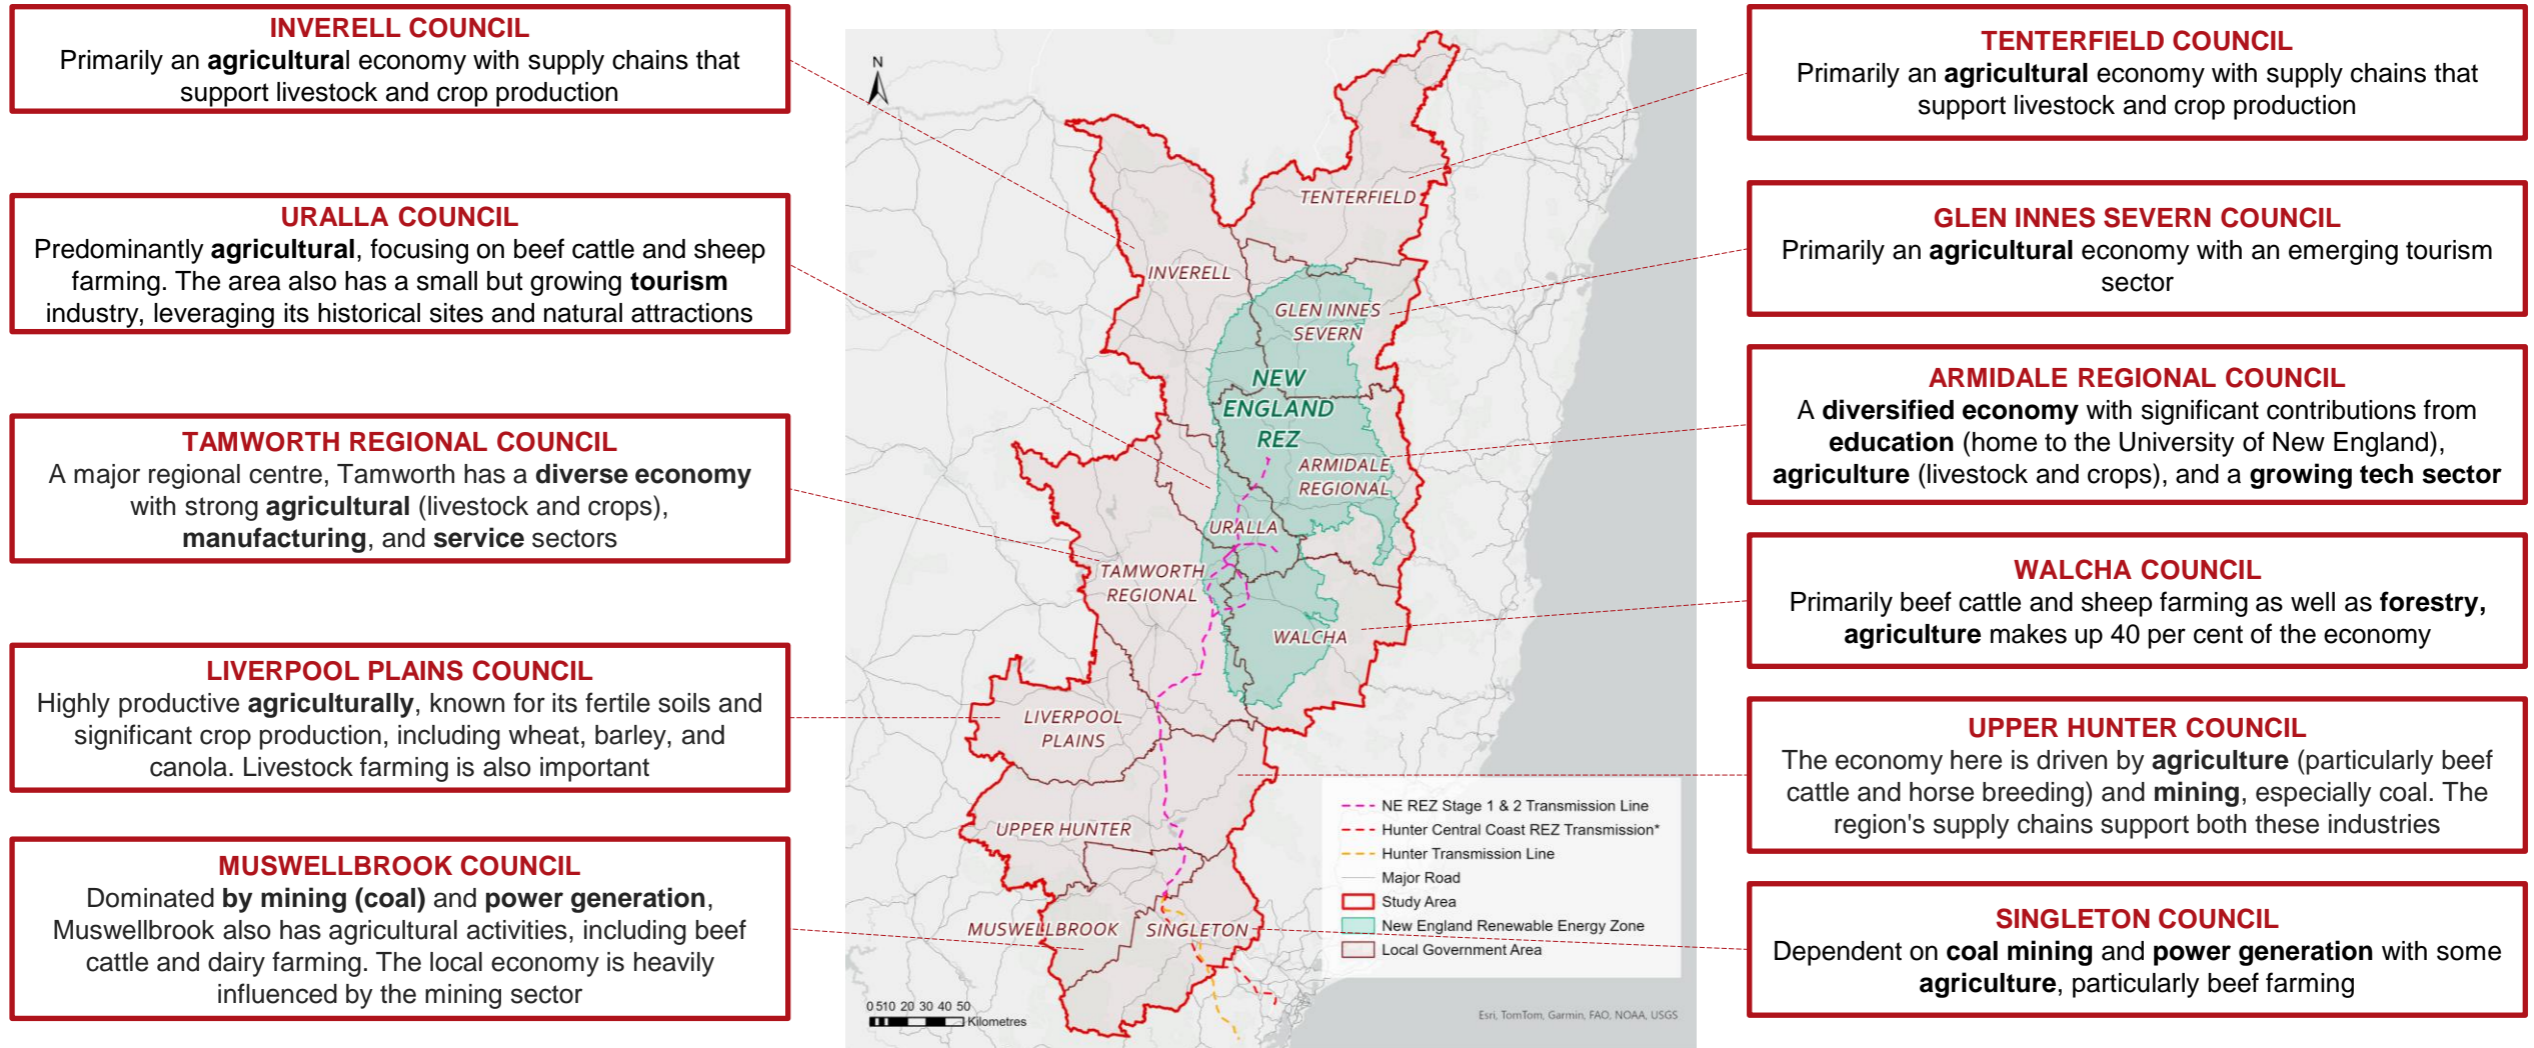 INVERELL COUNCIL
Primarily an agricultural economy with supply chains that
support livestock and crop production
URALLA COUNCIL
Predominantly agricultural, focusing on beef cattle and sheep
farming. The area also has a small but growing tourism
industry, leveraging its historical sites and natural attractions
TAMWORTH REGIONAL COUNCIL
A major regional centre, Tamworth has a diverse economy
with strong agricultural (livestock and crops),
manufacturing, and service sectors
LIVERPOOL PLAINS COUNCIL
Highly productive agriculturally, known for its fertile soils and
significant crop production, including wheat, barley, and
canola. Livestock farming is also important
MUSWELLBROOK COUNCIL
Dominated by mining (coal) and power generation,
Muswellbrook also has agricultural activities, including beef
cattle and dairy farming. The local economy is heavily
influenced by the mining sector
N
TENTERFIELD
INVERELL
GLEN INNES
SEVERN
NEW
ENGLAND
REZ
ARMIDALE
REGIONAL
URALLA
TAMWORTH
REGIONAL
WALCHA
LIVERPOOL
PLAINS
UPPER HUNTER
MUSWELLBROOK
SINGLETON
NE REZ Stage 1 & 2 Transmission Line
Hunter Central Coast REZ Transmission*
Hunter Transmission Line
Major Road
Study Area
New England Renewable Energy Zone
Local Government Area
0 510 20 30 40 50
Kilometres
Esri, TomTom, Garmin, FAO, NOAA, USGS
TENTERFIELD COUNCIL
Primarily an agricultural economy with supply chains that
support livestock and crop production
GLEN INNES SEVERN COUNCIL
Primarily an agricultural economy with an emerging tourism
sector
ARMIDALE REGIONAL COUNCIL
A diversified economy with significant contributions from
education (home to the University of New England),
agriculture (livestock and crops), and a growing tech sector
WALCHA COUNCIL
Primarily beef cattle and sheep farming as well as forestry,
agriculture makes up 40 per cent of the economy
UPPER HUNTER COUNCIL
The economy here is driven by agriculture (particularly beef
cattle and horse breeding) and mining, especially coal. The
region's supply chains support both these industries
SINGLETON COUNCIL
Dependent on coal mining and power generation with some
agriculture, particularly beef farming